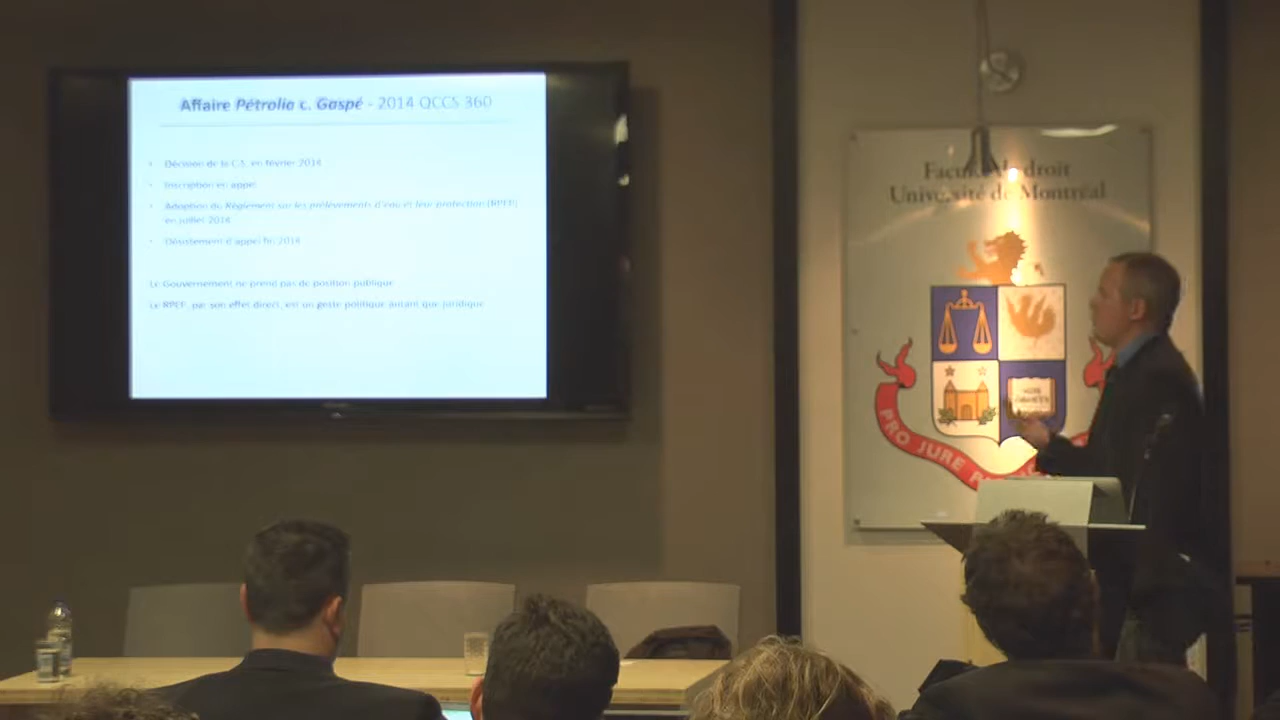 Affaire Pétrolia c. Gaspé - 2014 QCCS 360
• Décision de la C.S. en février 2014
• Inscription en appel
• Adoption du Règlement sur les prélèvements d'eau et leur protection (RPEP)
en juillet 2014
• Désistement d'appel fin 2014
Le Gouvernement ne prend pas de position publique
Le RPEP, par son effet direct, est un geste politique autant que juridique
Faculté de droit
Université de Montréal
PRO JURE